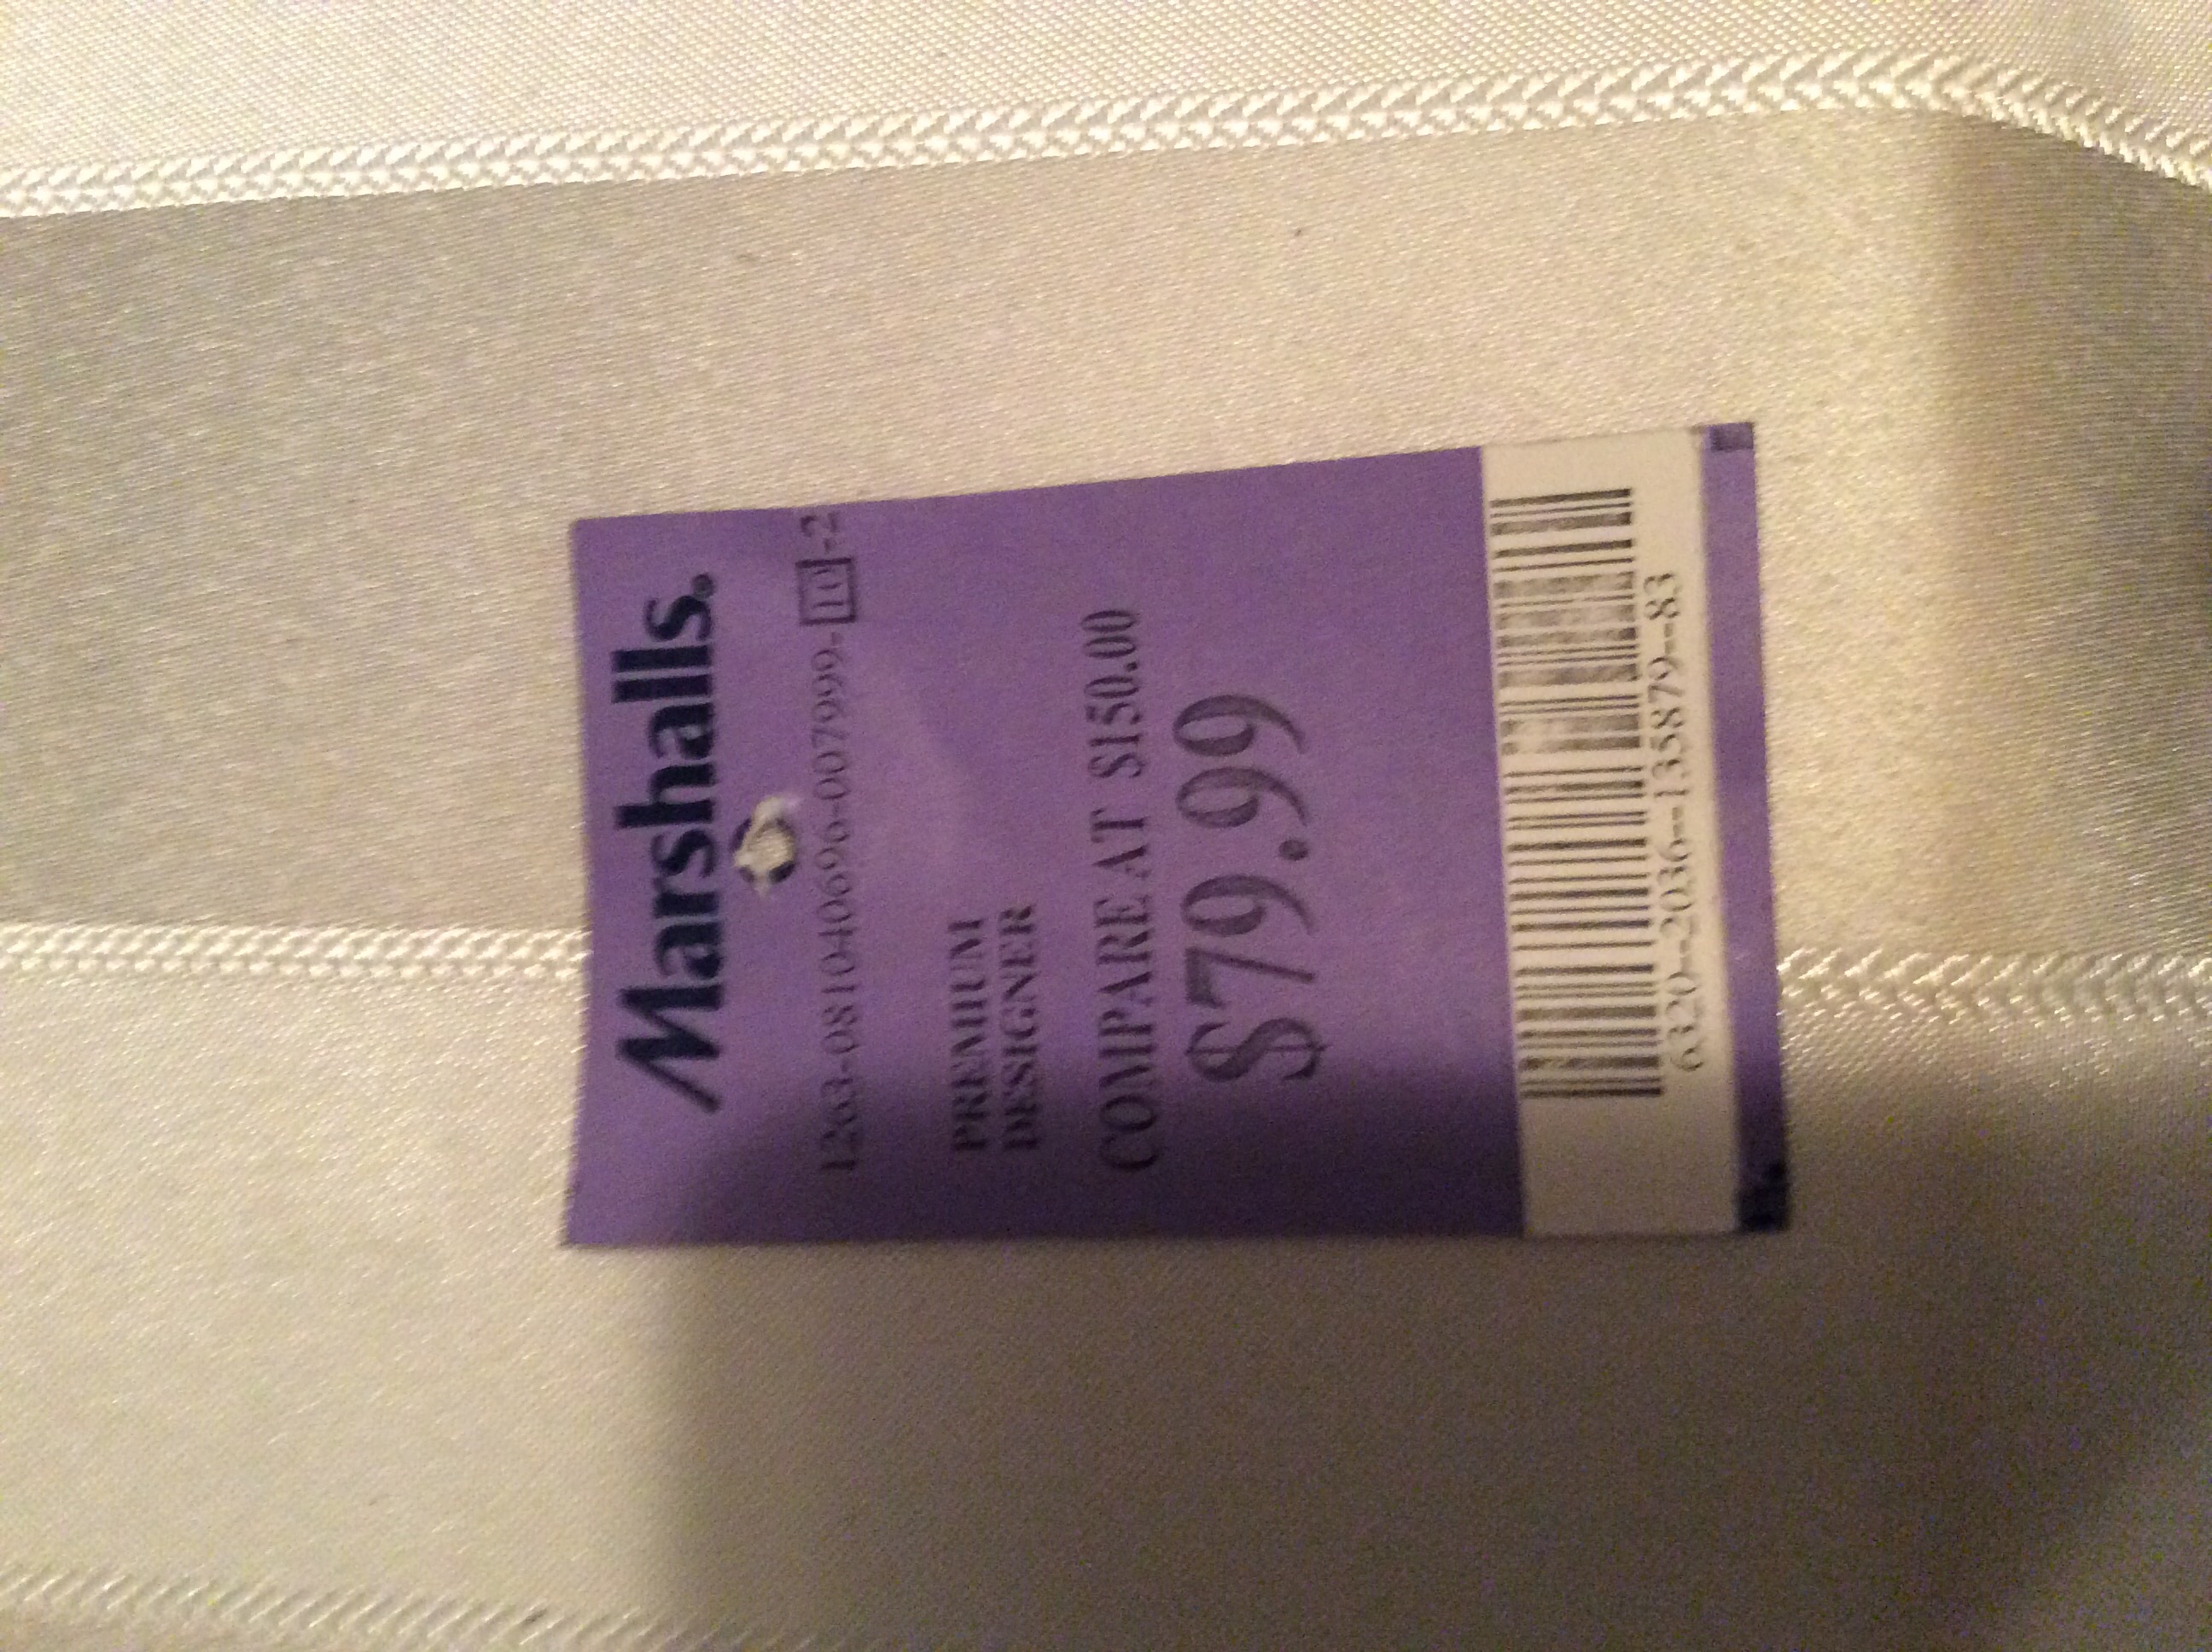 Marshalls.
1263-081040696-007999-10-2
PREMIUM
DESIGNER
COMPARE AT $150.00
$79.99
6320--2036--135879--83